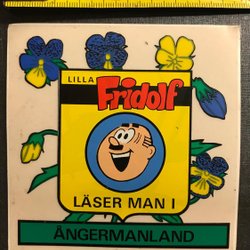 LILLA
Fridolf
LÄSER MAN I
ÅNGERMANLAND